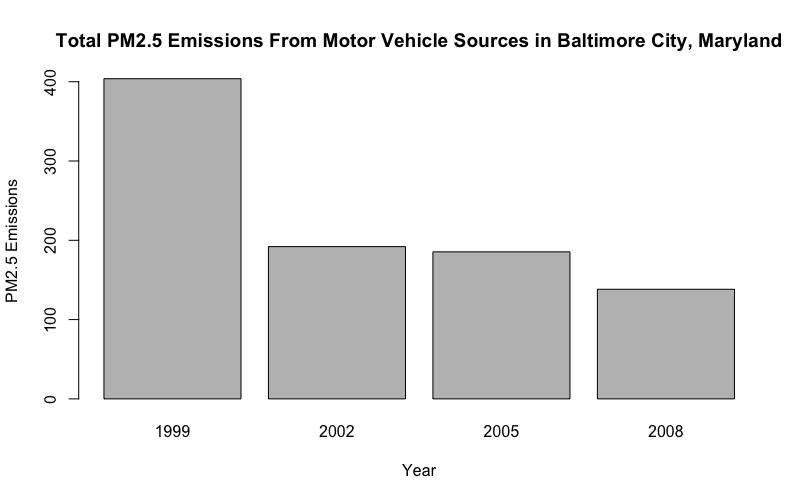 Total PM2.5 Emissions From Motor Vehicle Sources in Baltimore City, Maryland
400
300
200
100
0
PM2.5 Emissions
1999 2002 2005 2008
Year